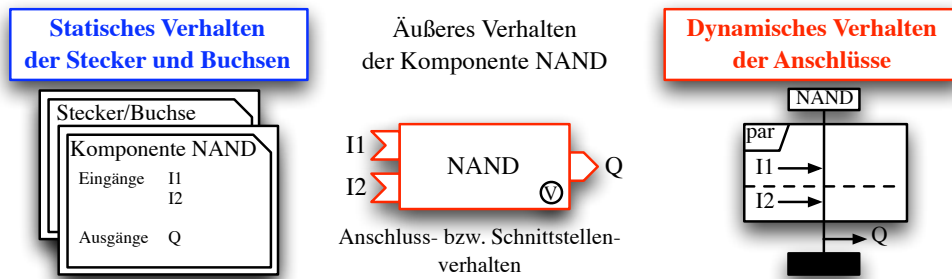 Statisches Verhalten
der Stecker und Buchsen
Stecker/Buchse
Komponente NAND
Eingänge I1
I2
Ausgänge Q
Äußeres Verhalten
der Komponente NAND
I1
I2
NAND
Q
V
Anschluss- bzw. Schnittstellen-
verhalten
Dynamisches Verhalten
der Anschlüsse
NAND
par
I1
I2
Q